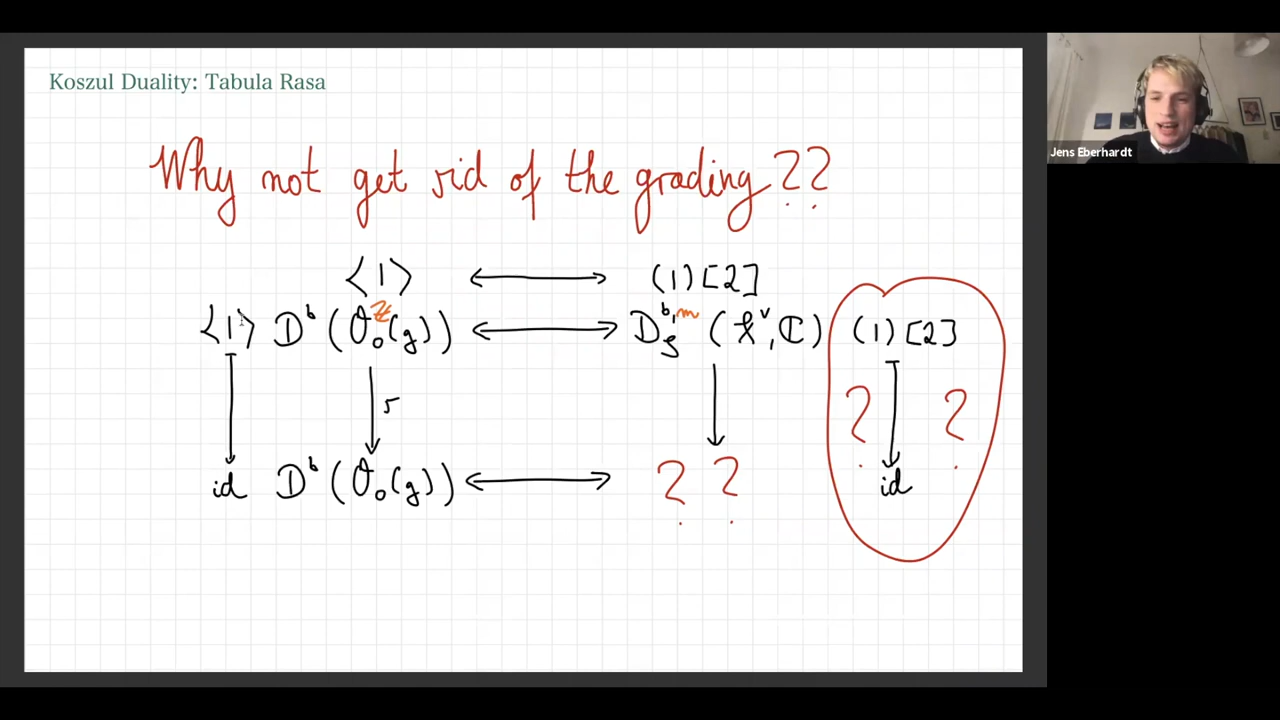 Koszul Duality: Tabula Rasa
Jens Eberhardt
Why not get rid of the grading??
⟨1⟩ ⟷ (1)[2]
⟨1⟩ D^b(O_0^ℤ(g)) ⟷ D_S^{b,m}(X^∨, ℂ) (1)[2]
v ? ?
id D^b(O_0(g)) ⟷ ?? id